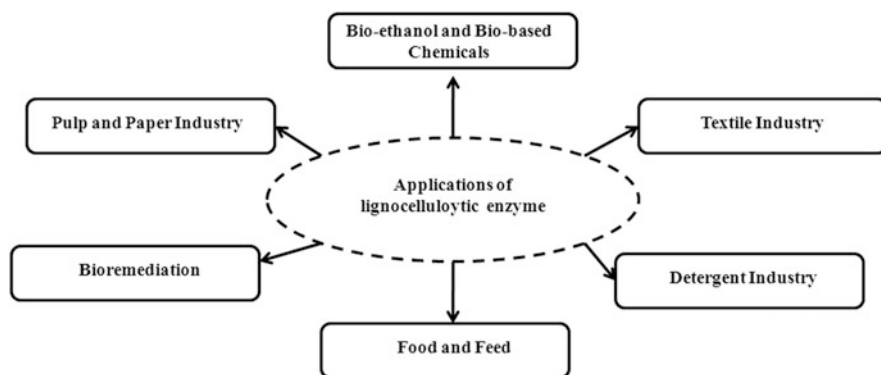 Bio-ethanol and Bio-based
Chemicals
Pulp and Paper Industry
Textile Industry
Applications of
lignocelluloytic enzyme
Bioremediation
Detergent Industry
Food and Feed